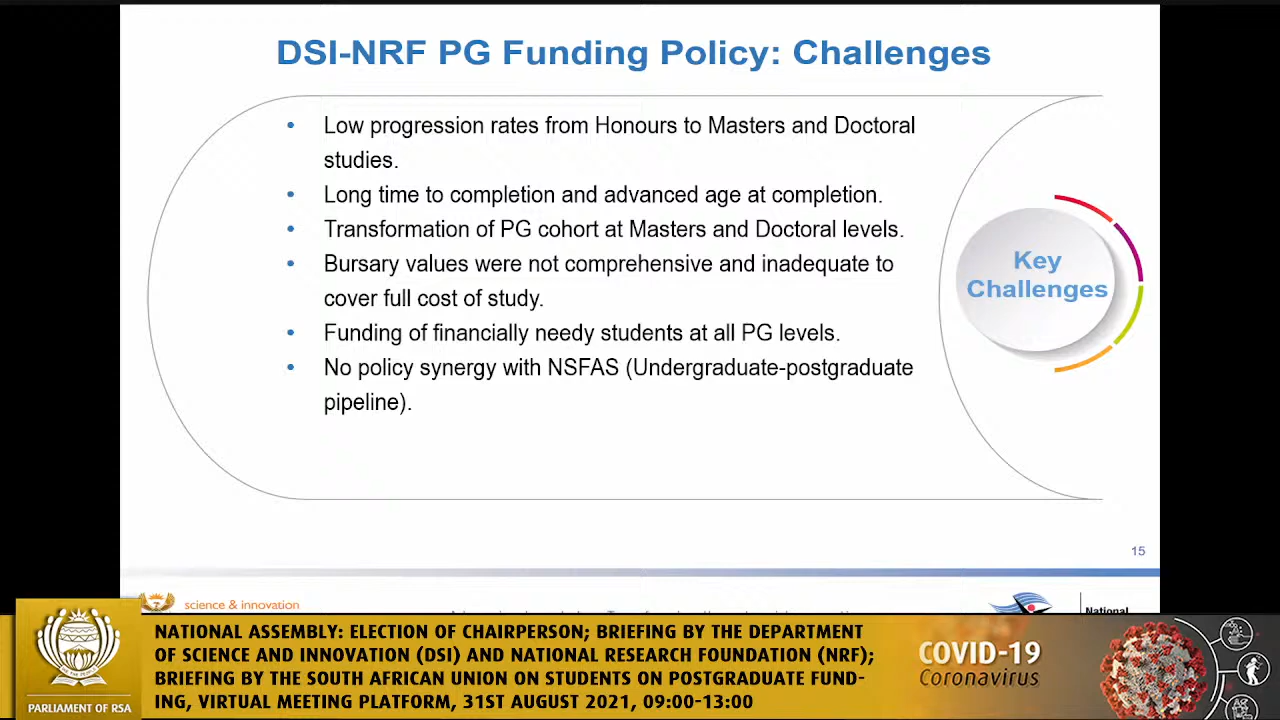 DSI-NRF PG Funding Policy: Challenges
• Low progression rates from Honours to Masters and Doctoral
studies.
• Long time to completion and advanced age at completion.
• Transformation of PG cohort at Masters and Doctoral levels.
• Bursary values were not comprehensive and inadequate to
cover full cost of study.
• Funding of financially needy students at all PG levels.
• No policy synergy with NSFAS (Undergraduate-postgraduate
pipeline).
Key
Challenges
15
science & innovation
National
PARLIAMENT OF RSA
NATIONAL ASSEMBLY: ELECTION OF CHAIRPERSON; BRIEFING BY THE DEPARTMENT
OF SCIENCE AND INNOVATION (DSI) AND NATIONAL RESEARCH FOUNDATION (NRF);
BRIEFING BY THE SOUTH AFRICAN UNION ON STUDENTS ON POSTGRADUATE FUND-
ING, VIRTUAL MEETING PLATFORM, 31ST AUGUST 2021, 09:00-13:00
COVID-19
Coronavirus